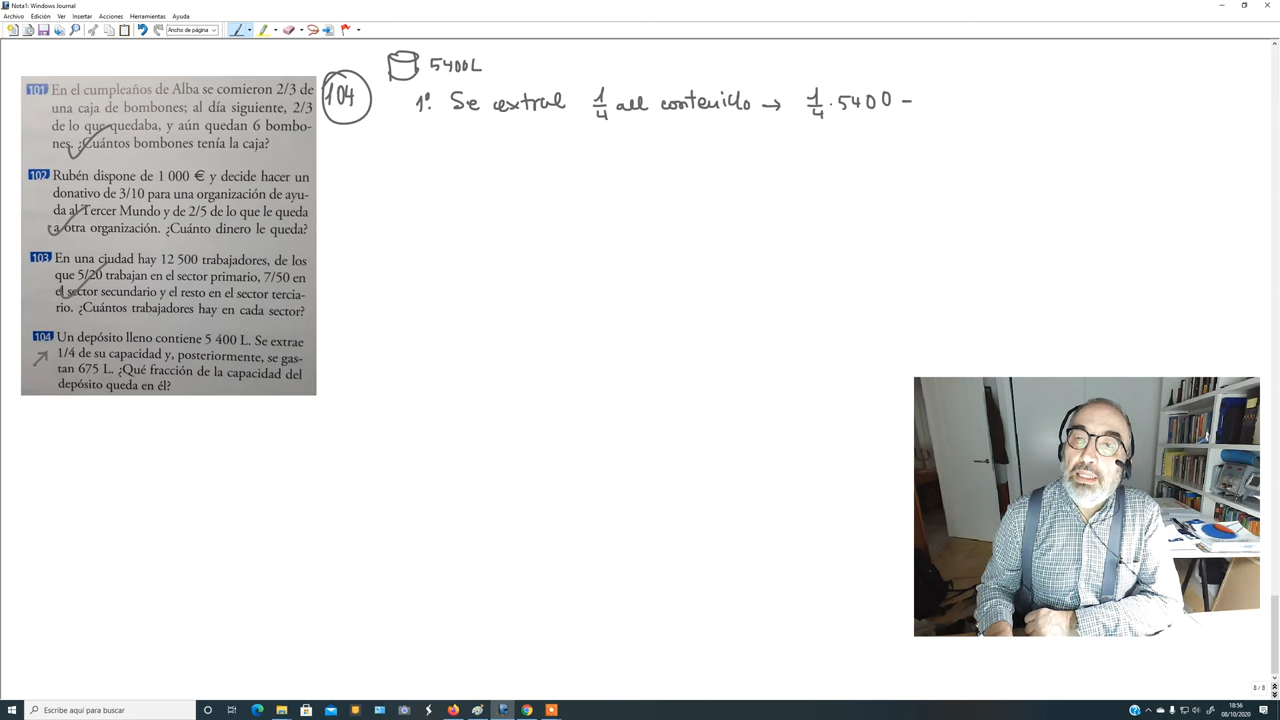 Nota1: Windows Journal
Archivo Edición Ver Insertar Acciones Herramientas Ayuda
Ancho de página
5400L
104
1º. Se extrae 1/4 del contenido → 1/4 · 5400 -
101 En el cumpleaños de Alba se comieron 2/3 de
una caja de bombones; al día siguiente, 2/3
de lo que quedaba, y aún quedan 6 bombo-
nes. ¿Cuántos bombones tenía la caja?
102 Rubén dispone de 1 000 € y decide hacer un
donativo de 3/10 para una organización de ayu-
da al Tercer Mundo y de 2/5 de lo que le queda
a otra organización. ¿Cuánto dinero le queda?
103 En una ciudad hay 12 500 trabajadores, de los
que 5/20 trabajan en el sector primario, 7/50 en
el sector secundario y el resto en el sector tercia-
rio. ¿Cuántos trabajadores hay en cada sector?
104 Un depósito lleno contiene 5 400 L. Se extrae
1/4 de su capacidad y, posteriormente, se gas-
tan 675 L. ¿Qué fracción de la capacidad del
depósito queda en él?
8 / 8
Escribe aquí para buscar
18:56
08/10/2020